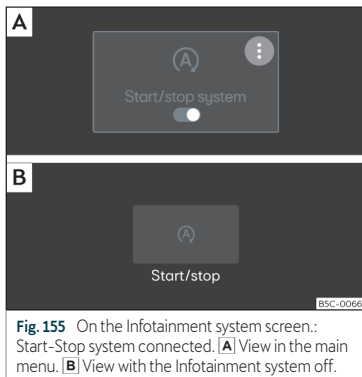 A
A
Start/stop system
B
A
Start/stop
B5C-0066
Fig. 155 On the Infotainment system screen.:
Start-Stop system connected. A View in the main
menu. B View with the Infotainment system off.